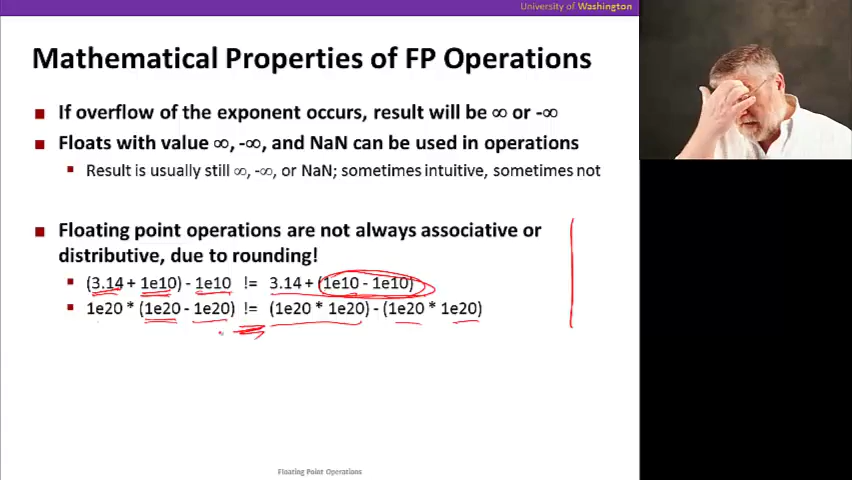 University of Washington
Mathematical Properties of FP Operations
If overflow of the exponent occurs, result will be ∞ or -∞
Floats with value ∞, -∞, and NaN can be used in operations
Result is usually still ∞, -∞, or NaN; sometimes intuitive, sometimes not
Floating point operations are not always associative or
distributive, due to rounding!
(3.14 + 1e10) - 1e10 != 3.14 + (1e10 - 1e10)
1e20 * (1e20 - 1e20) != (1e20 * 1e20) - (1e20 * 1e20)
Floating Point Operations